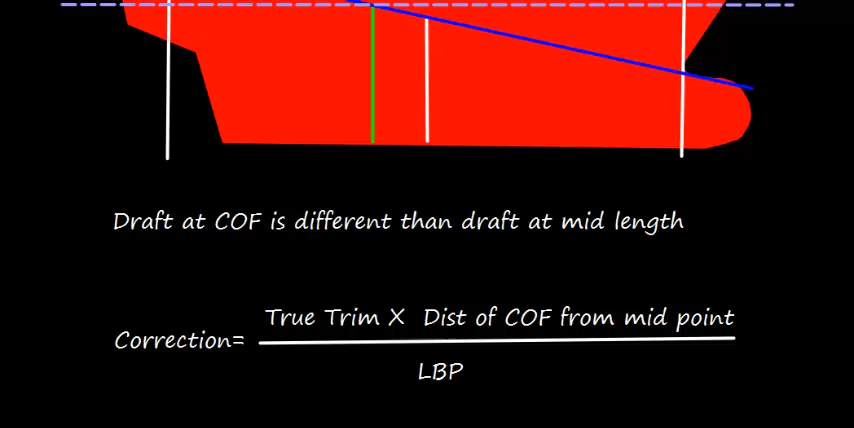 Draft at COF is different than draft at mid length
True Trim X Dist of COF from mid point
Correction=
LBP